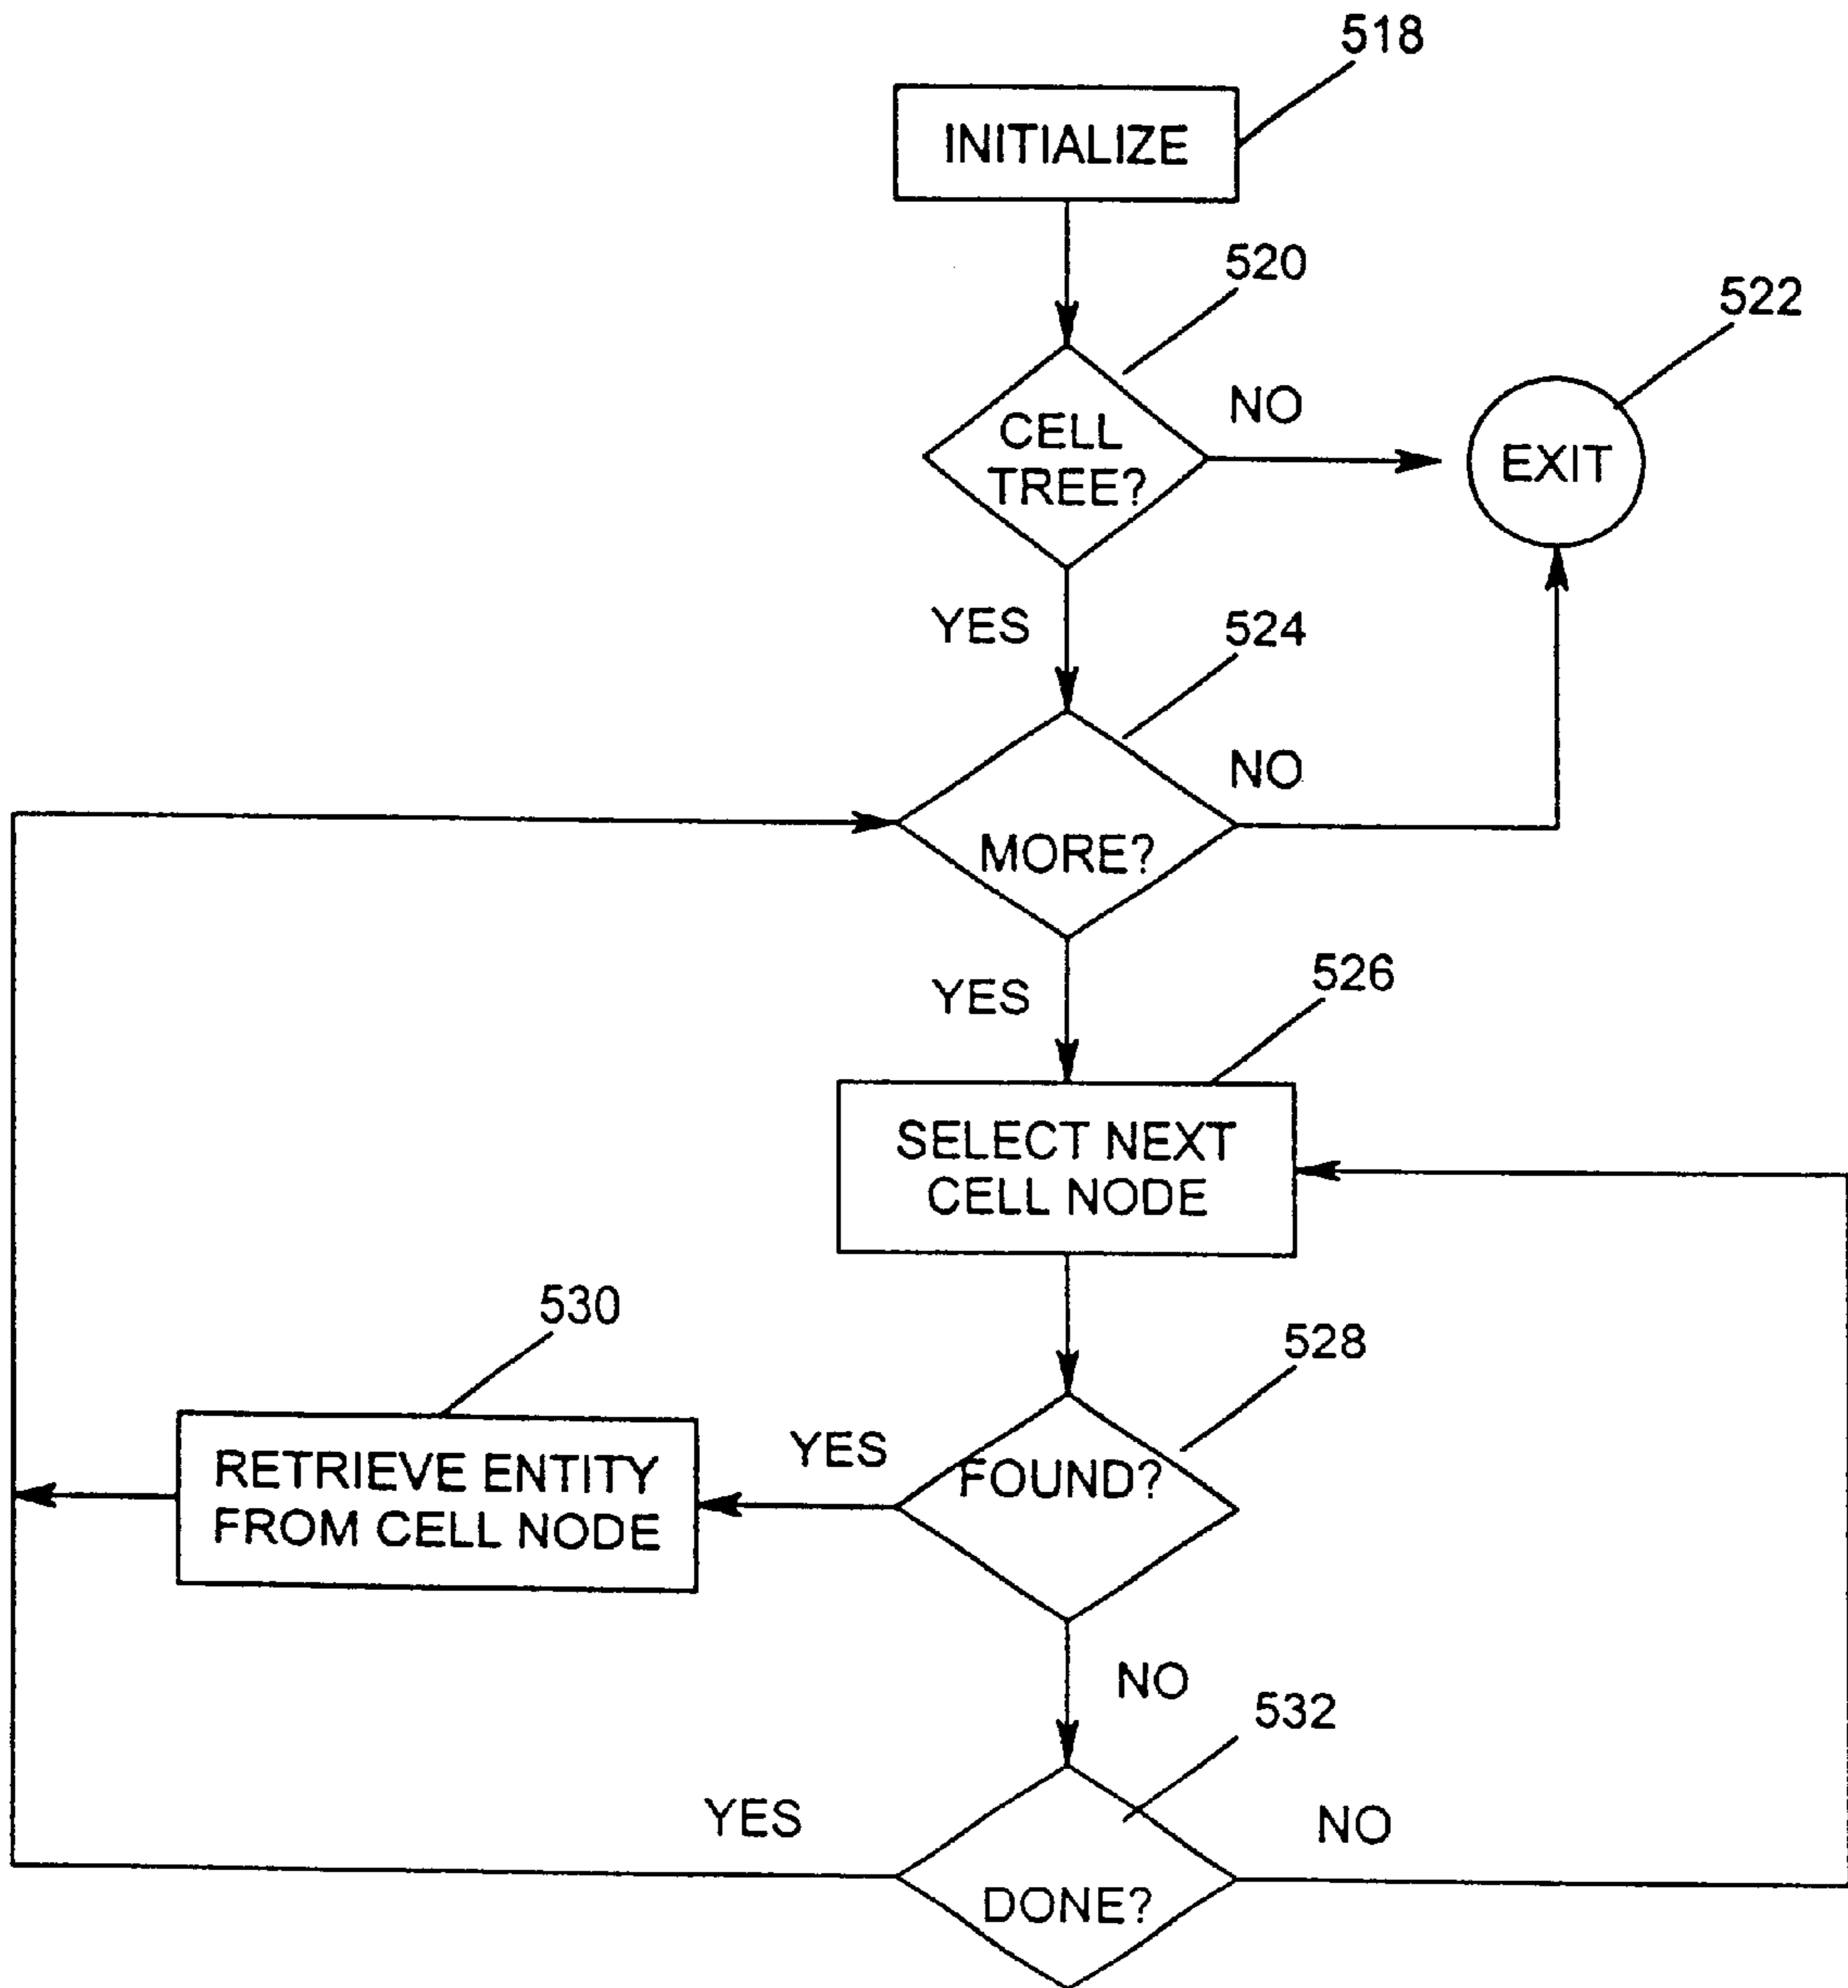 518
INITIALIZE
520
522
CELL
TREE?
NO
EXIT
YES
524
NO
MORE?
YES
526
SELECT NEXT
CELL NODE
530
528
YES
FOUND?
RETRIEVE ENTITY
FROM CELL NODE
NO
532
YES
NO
DONE?